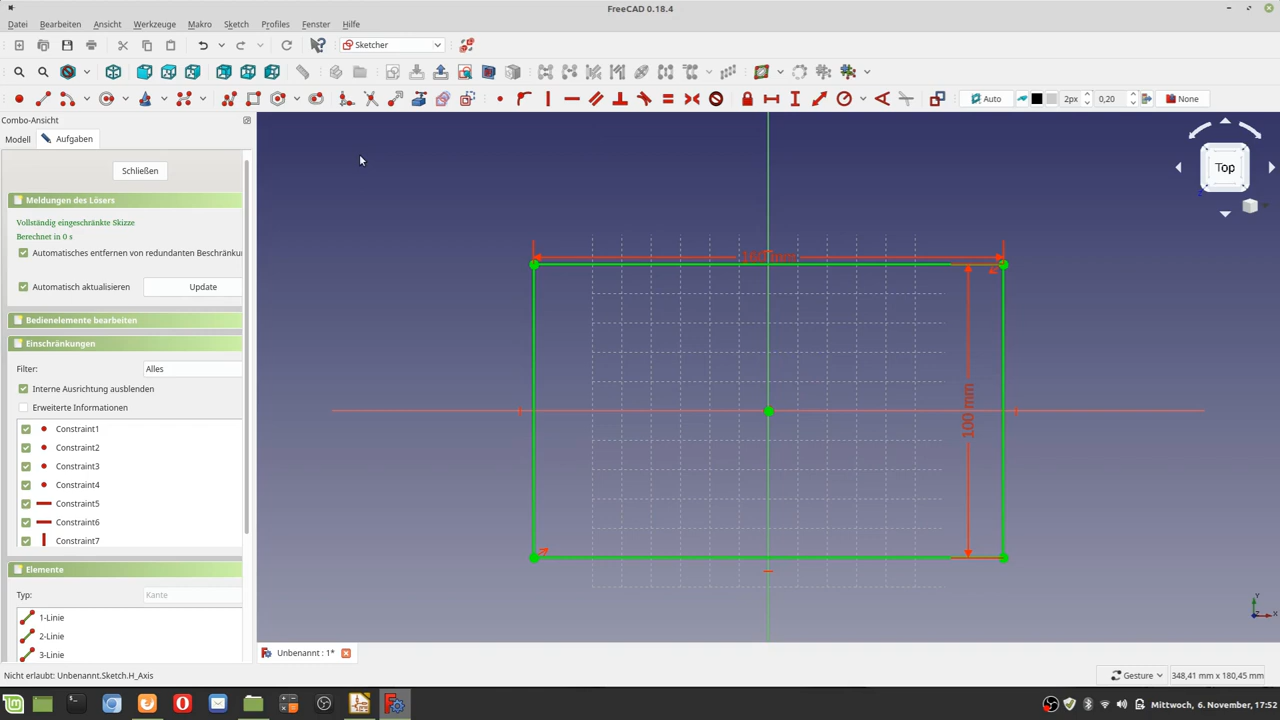 FreeCAD 0.18.4
Datei Bearbeiten Ansicht Werkzeuge Makro Sketch Profiles Fenster Hilfe
Sketcher
Auto 2px 0,20 None
Combo-Ansicht
Modell Aufgaben
Schließen
Meldungen des Lösers
Vollständig eingeschränkte Skizze
Berechnet in 0 s
Automatisches entfernen von redundanten Beschränku
Automatisch aktualisieren Update
Bedienelemente bearbeiten
Einschränkungen
Filter: Alles
Interne Ausrichtung ausblenden
Erweiterte Informationen
Constraint1
Constraint2
Constraint3
Constraint4
Constraint5
Constraint6
Constraint7
Elemente
Typ: Kante
1-Linie
2-Linie
3-Linie
Top
100 mm
Y
X
Unbenannt : 1*
Nicht erlaubt: Unbenannt.Sketch.H_Axis
Gesture 348,41 mm x 180,45 mm
Mittwoch, 6. November, 17:52